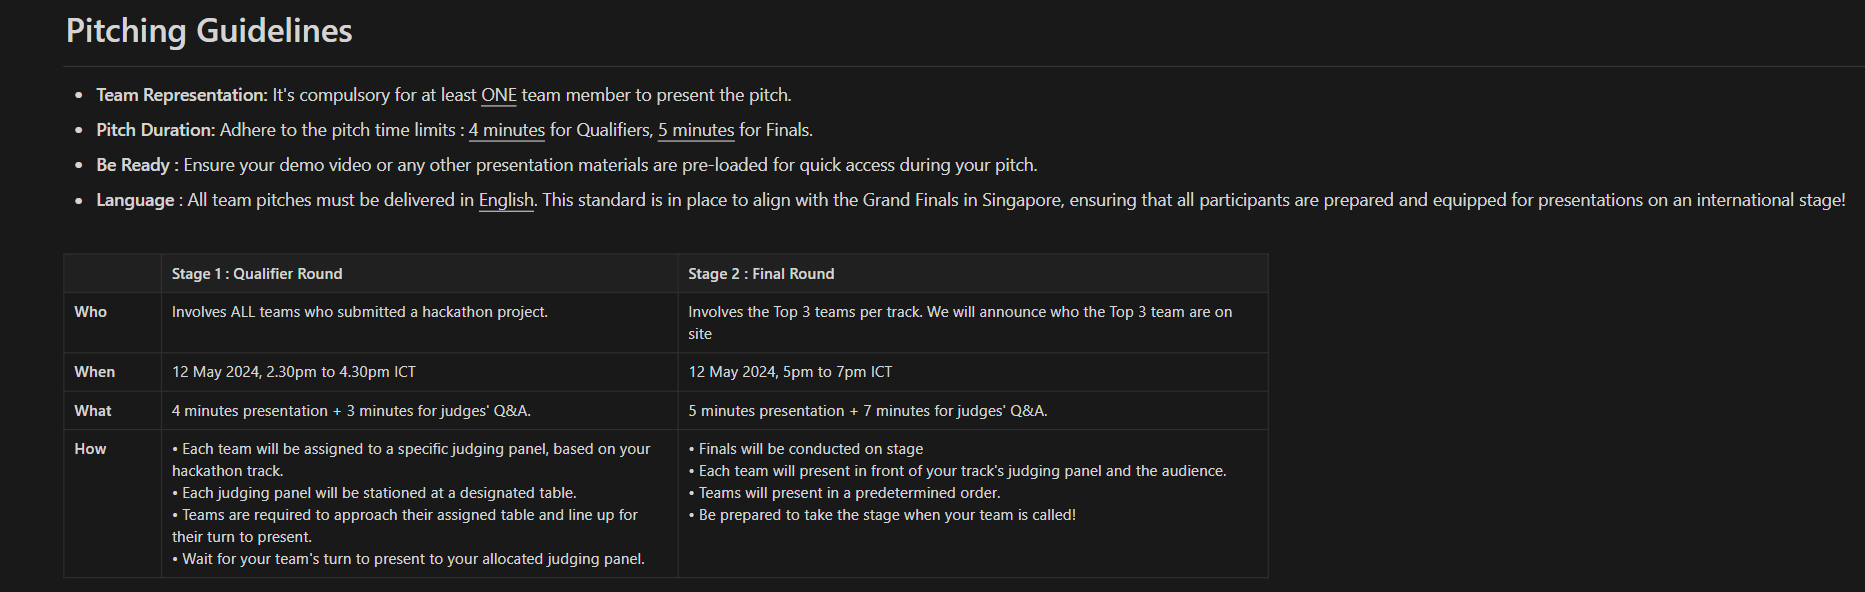 Pitching Guidelines
• Team Representation: It's compulsory for at least ONE team member to present the pitch.
• Pitch Duration: Adhere to the pitch time limits : 4 minutes for Qualifiers, 5 minutes for Finals.
• Be Ready : Ensure your demo video or any other presentation materials are pre-loaded for quick access during your pitch.
• Language : All team pitches must be delivered in English. This standard is in place to align with the Grand Finals in Singapore, ensuring that all participants are prepared and equipped for presentations on an international stage!
Stage 1 : Qualifier Round
Stage 2 : Final Round
Who
Involves ALL teams who submitted a hackathon project.
Involves the Top 3 teams per track. We will announce who the Top 3 team are on
site
When
12 May 2024, 2.30pm to 4.30pm ICT
12 May 2024, 5pm to 7pm ICT
What
4 minutes presentation + 3 minutes for judges' Q&A.
5 minutes presentation + 7 minutes for judges' Q&A.
How
• Each team will be assigned to a specific judging panel, based on your
hackathon track.
• Each judging panel will be stationed at a designated table.
• Teams are required to approach their assigned table and line up for
their turn to present.
• Wait for your team's turn to present to your allocated judging panel.
• Finals will be conducted on stage
• Each team will present in front of your track's judging panel and the audience.
• Teams will present in a predetermined order.
• Be prepared to take the stage when your team is called!